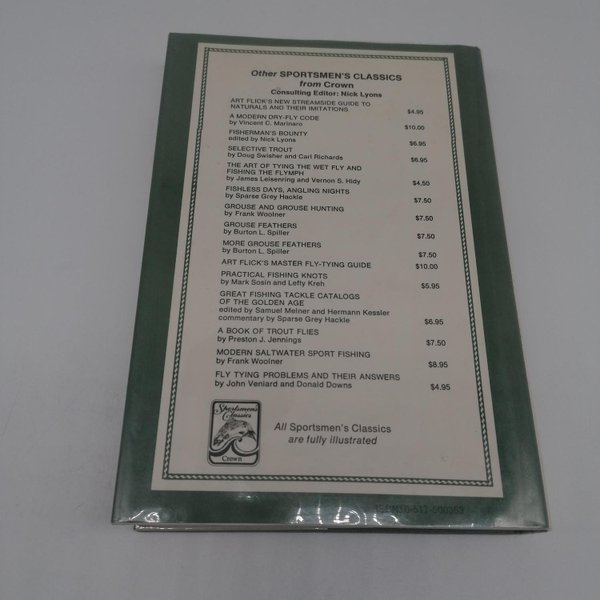 Other SPORTSMEN'S CLASSICS
from Crown
Consulting Editor: Nick Lyons
ART FLICK'S NEW STREAMSIDE GUIDE TO
NATURALS AND THEIR IMITATIONS $4.95
A MODERN DRY-FLY CODE
by Vincent C. Marinaro $10.00
FISHERMAN'S BOUNTY
edited by Nick Lyons $6.95
SELECTIVE TROUT
by Doug Swisher and Carl Richards $6.95
THE ART OF TYING THE WET FLY AND
FISHING THE FLYMPH
by James Leisenring and Vernon S. Hidy $4.50
FISHLESS DAYS, ANGLING NIGHTS
by Sparse Grey Hackle $7.50
GROUSE AND GROUSE HUNTING
by Frank Woolner $7.50
GROUSE FEATHERS
by Burton L. Spiller $7.50
MORE GROUSE FEATHERS
by Burton L. Spiller $7.50
ART FLICK'S MASTER FLY-TYING GUIDE $10.00
PRACTICAL FISHING KNOTS
by Mark Sosin and Lefty Kreh $5.95
GREAT FISHING TACKLE CATALOGS
OF THE GOLDEN AGE
edited by Samuel Melner and Hermann Kessler
commentary by Sparse Grey Hackle $6.95
A BOOK OF TROUT FLIES
by Preston J. Jennings $7.50
MODERN SALTWATER SPORT FISHING
by Frank Woolner $8.95
FLY TYING PROBLEMS AND THEIR ANSWERS
by John Veniard and Donald Downs $4.95
Sportsmen's
Classics
Crown
All Sportsmen's Classics
are fully illustrated